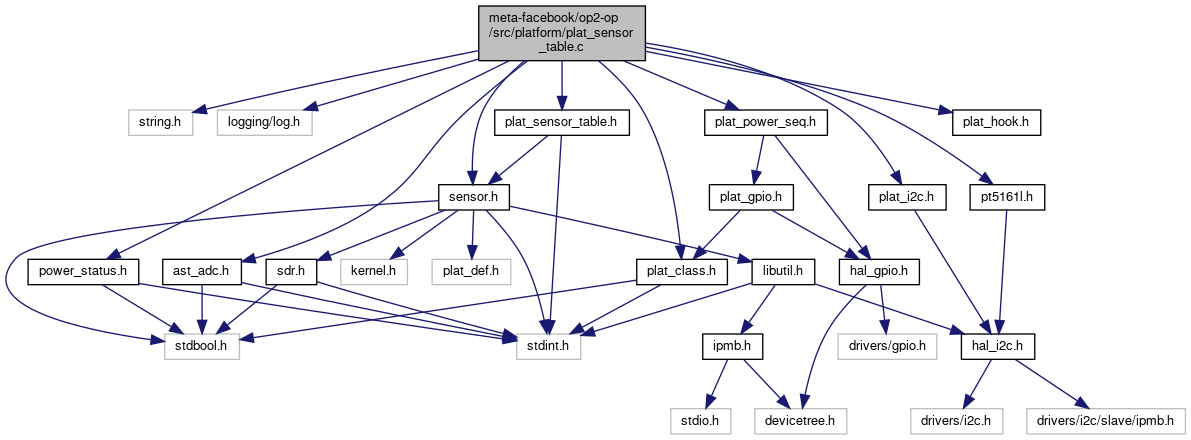 meta-facebook/op2-op
/src/platform/plat_sensor
_table.c
string.h
logging/log.h
plat_sensor_table.h
plat_power_seq.h
plat_hook.h
sensor.h
plat_gpio.h
plat_i2c.h
pt5161l.h
power_status.h
ast_adc.h
sdr.h
kernel.h
plat_def.h
plat_class.h
libutil.h
hal_gpio.h
stdbool.h
stdint.h
ipmb.h
drivers/gpio.h
hal_i2c.h
stdio.h
devicetree.h
drivers/i2c.h
drivers/i2c/slave/ipmb.h